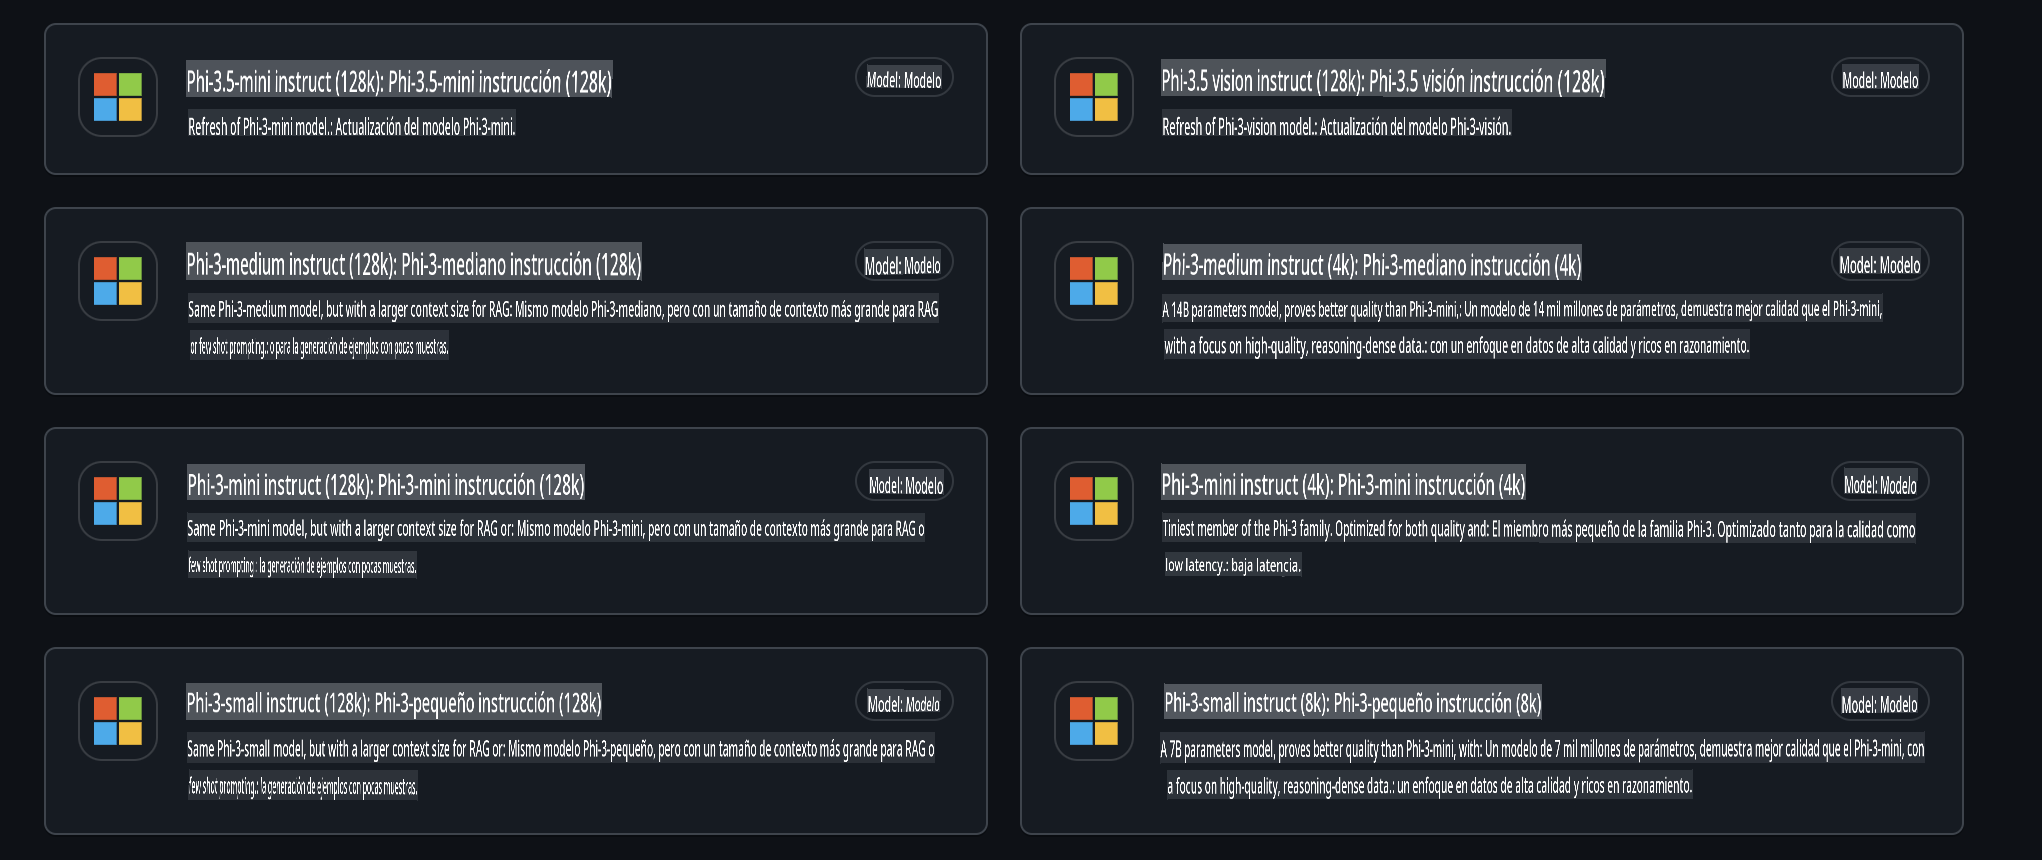 Phi-3.5-mini instruct (128k): Phi-3.5-mini instrucción (128k)
Model: Modelo
Refresh of Phi-3-mini model.: Actualización del modelo Phi-3-mini.
Phi-3.5 vision instruct (128k): Phi-3.5 visión instrucción (128k)
Model: Modelo
Refresh of Phi-3-vision model.: Actualización del modelo Phi-3-visión.
Phi-3-medium instruct (128k): Phi-3-mediano instrucción (128k)
Model: Modelo
Same Phi-3-medium model, but with a larger context size for RAG: Mismo modelo Phi-3-mediano, pero con un tamaño de contexto más grande para RAG
or few shot prompting.: o para la generación de ejemplos con pocas muestras.
Phi-3-medium instruct (4k): Phi-3-mediano instrucción (4k)
Model: Modelo
A 14B parameters model, proves better quality than Phi-3-mini,: Un modelo de 14 mil millones de parámetros, demuestra mejor calidad que el Phi-3-mini,
with a focus on high-quality, reasoning-dense data.: con un enfoque en datos de alta calidad y ricos en razonamiento.
Phi-3-mini instruct (128k): Phi-3-mini instrucción (128k)
Model: Modelo
Same Phi-3-mini model, but with a larger context size for RAG or: Mismo modelo Phi-3-mini, pero con un tamaño de contexto más grande para RAG o
few shot prompting.: la generación de ejemplos con pocas muestras.
Phi-3-mini instruct (4k): Phi-3-mini instrucción (4k)
Model: Modelo
Tiniest member of the Phi-3 family. Optimized for both quality and: El miembro más pequeño de la familia Phi-3. Optimizado tanto para la calidad como
low latency.: baja latencia.
Phi-3-small instruct (128k): Phi-3-pequeño instrucción (128k)
Model: Modelo
Same Phi-3-small model, but with a larger context size for RAG or: Mismo modelo Phi-3-pequeño, pero con un tamaño de contexto más grande para RAG o
few shot prompting.: la generación de ejemplos con pocas muestras.
Phi-3-small instruct (8k): Phi-3-pequeño instrucción (8k)
Model: Modelo
A 7B parameters model, proves better quality than Phi-3-mini, with: Un modelo de 7 mil millones de parámetros, demuestra mejor calidad que el Phi-3-mini, con
a focus on high-quality, reasoning-dense data.: un enfoque en datos de alta calidad y ricos en razonamiento.